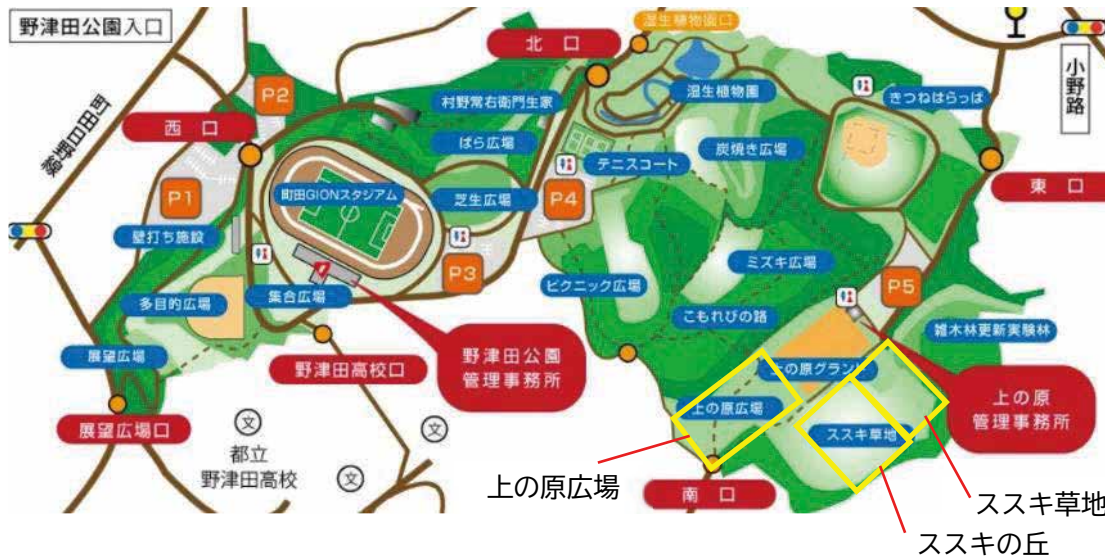 野津田公園入口
湿生植物園口
北口
小野路
P2
村野常右衛門生家
湿生植物園
きつねはらっぱ
町田日野線
西口
ばら広場
テニスコート
炭焼き広場
東口
P1
町田GIONスタジアム
芝生広場
P4
壁打ち施設
P3
ミズキ広場
多目的広場
集合広場
ピクニック広場
P5
こもれびの路
雑木林更新実験林
展望広場
野津田高校口
野津田公園
管理事務所
上の原グランド
上の原広場
上の原
管理事務所
展望広場口
文
文
ススキ草地
都立
野津田高校
文
上の原広場
南口
ススキ草地
ススキの丘